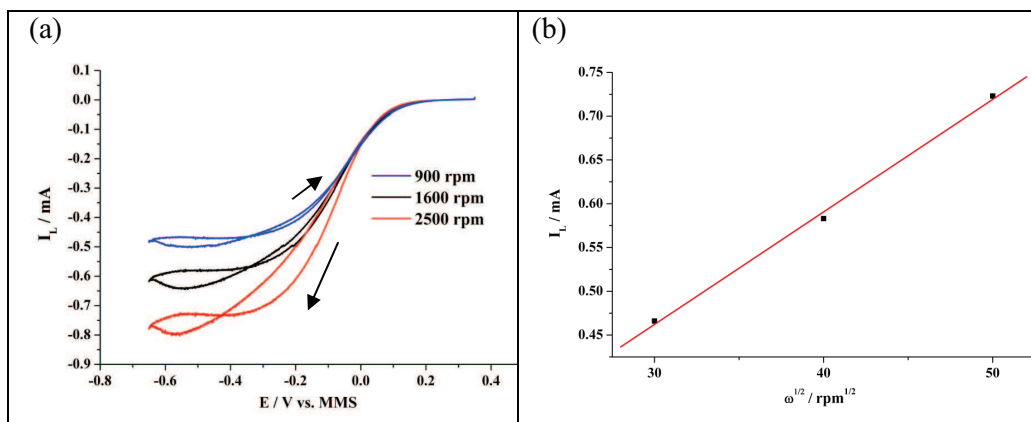 (a)
0.1
0.0
-0.1
-0.2
-0.3
-0.4
-0.5
-0.6
-0.7
-0.8
-0.9
I_L / mA
900 rpm
1600 rpm
2500 rpm
-0.8 -0.6 -0.4 -0.2 0.0 0.2 0.4
E / V vs. MMS
(b)
0.75
0.70
0.65
0.60
0.55
0.50
0.45
I_L / mA
30 40 50
ω^1/2 / rpm^1/2